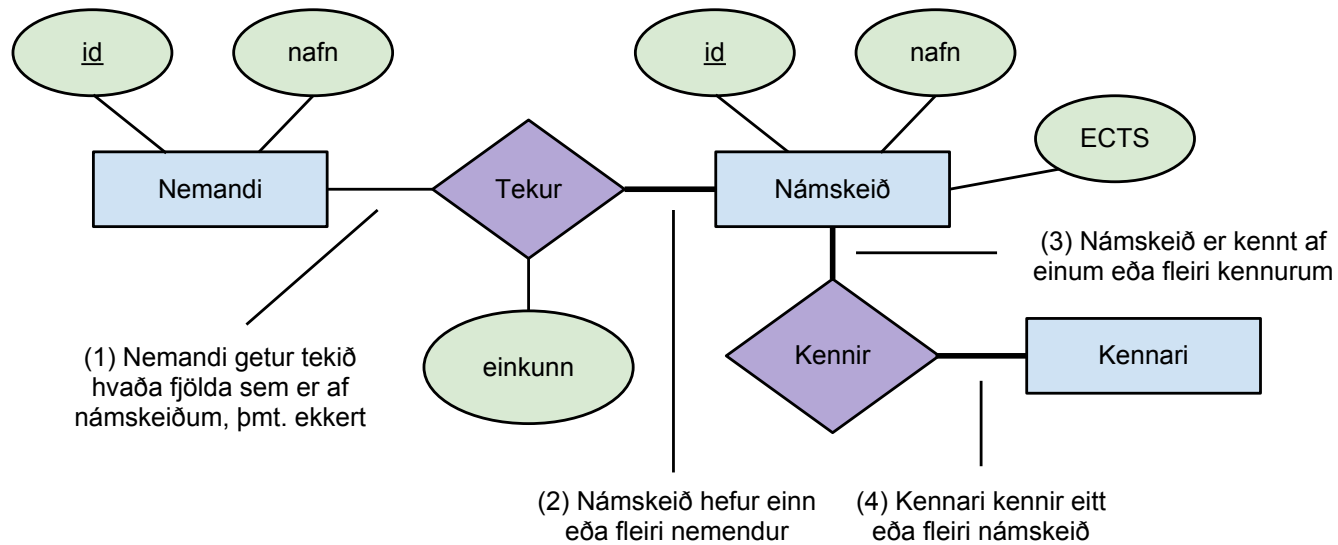 id
nafn
id
nafn
ECTS
Nemandi
Tekur
Námskeið
(3) Námskeið er kennt af
einum eða fleiri kennurum
(1) Nemandi getur tekið
hvaða fjölda sem er af
námskeiðum, þmt. ekkert
einkunn
Kennir
Kennari
(2) Námskeið hefur einn
eða fleiri nemendur
(4) Kennari kennir eitt
eða fleiri námskeið